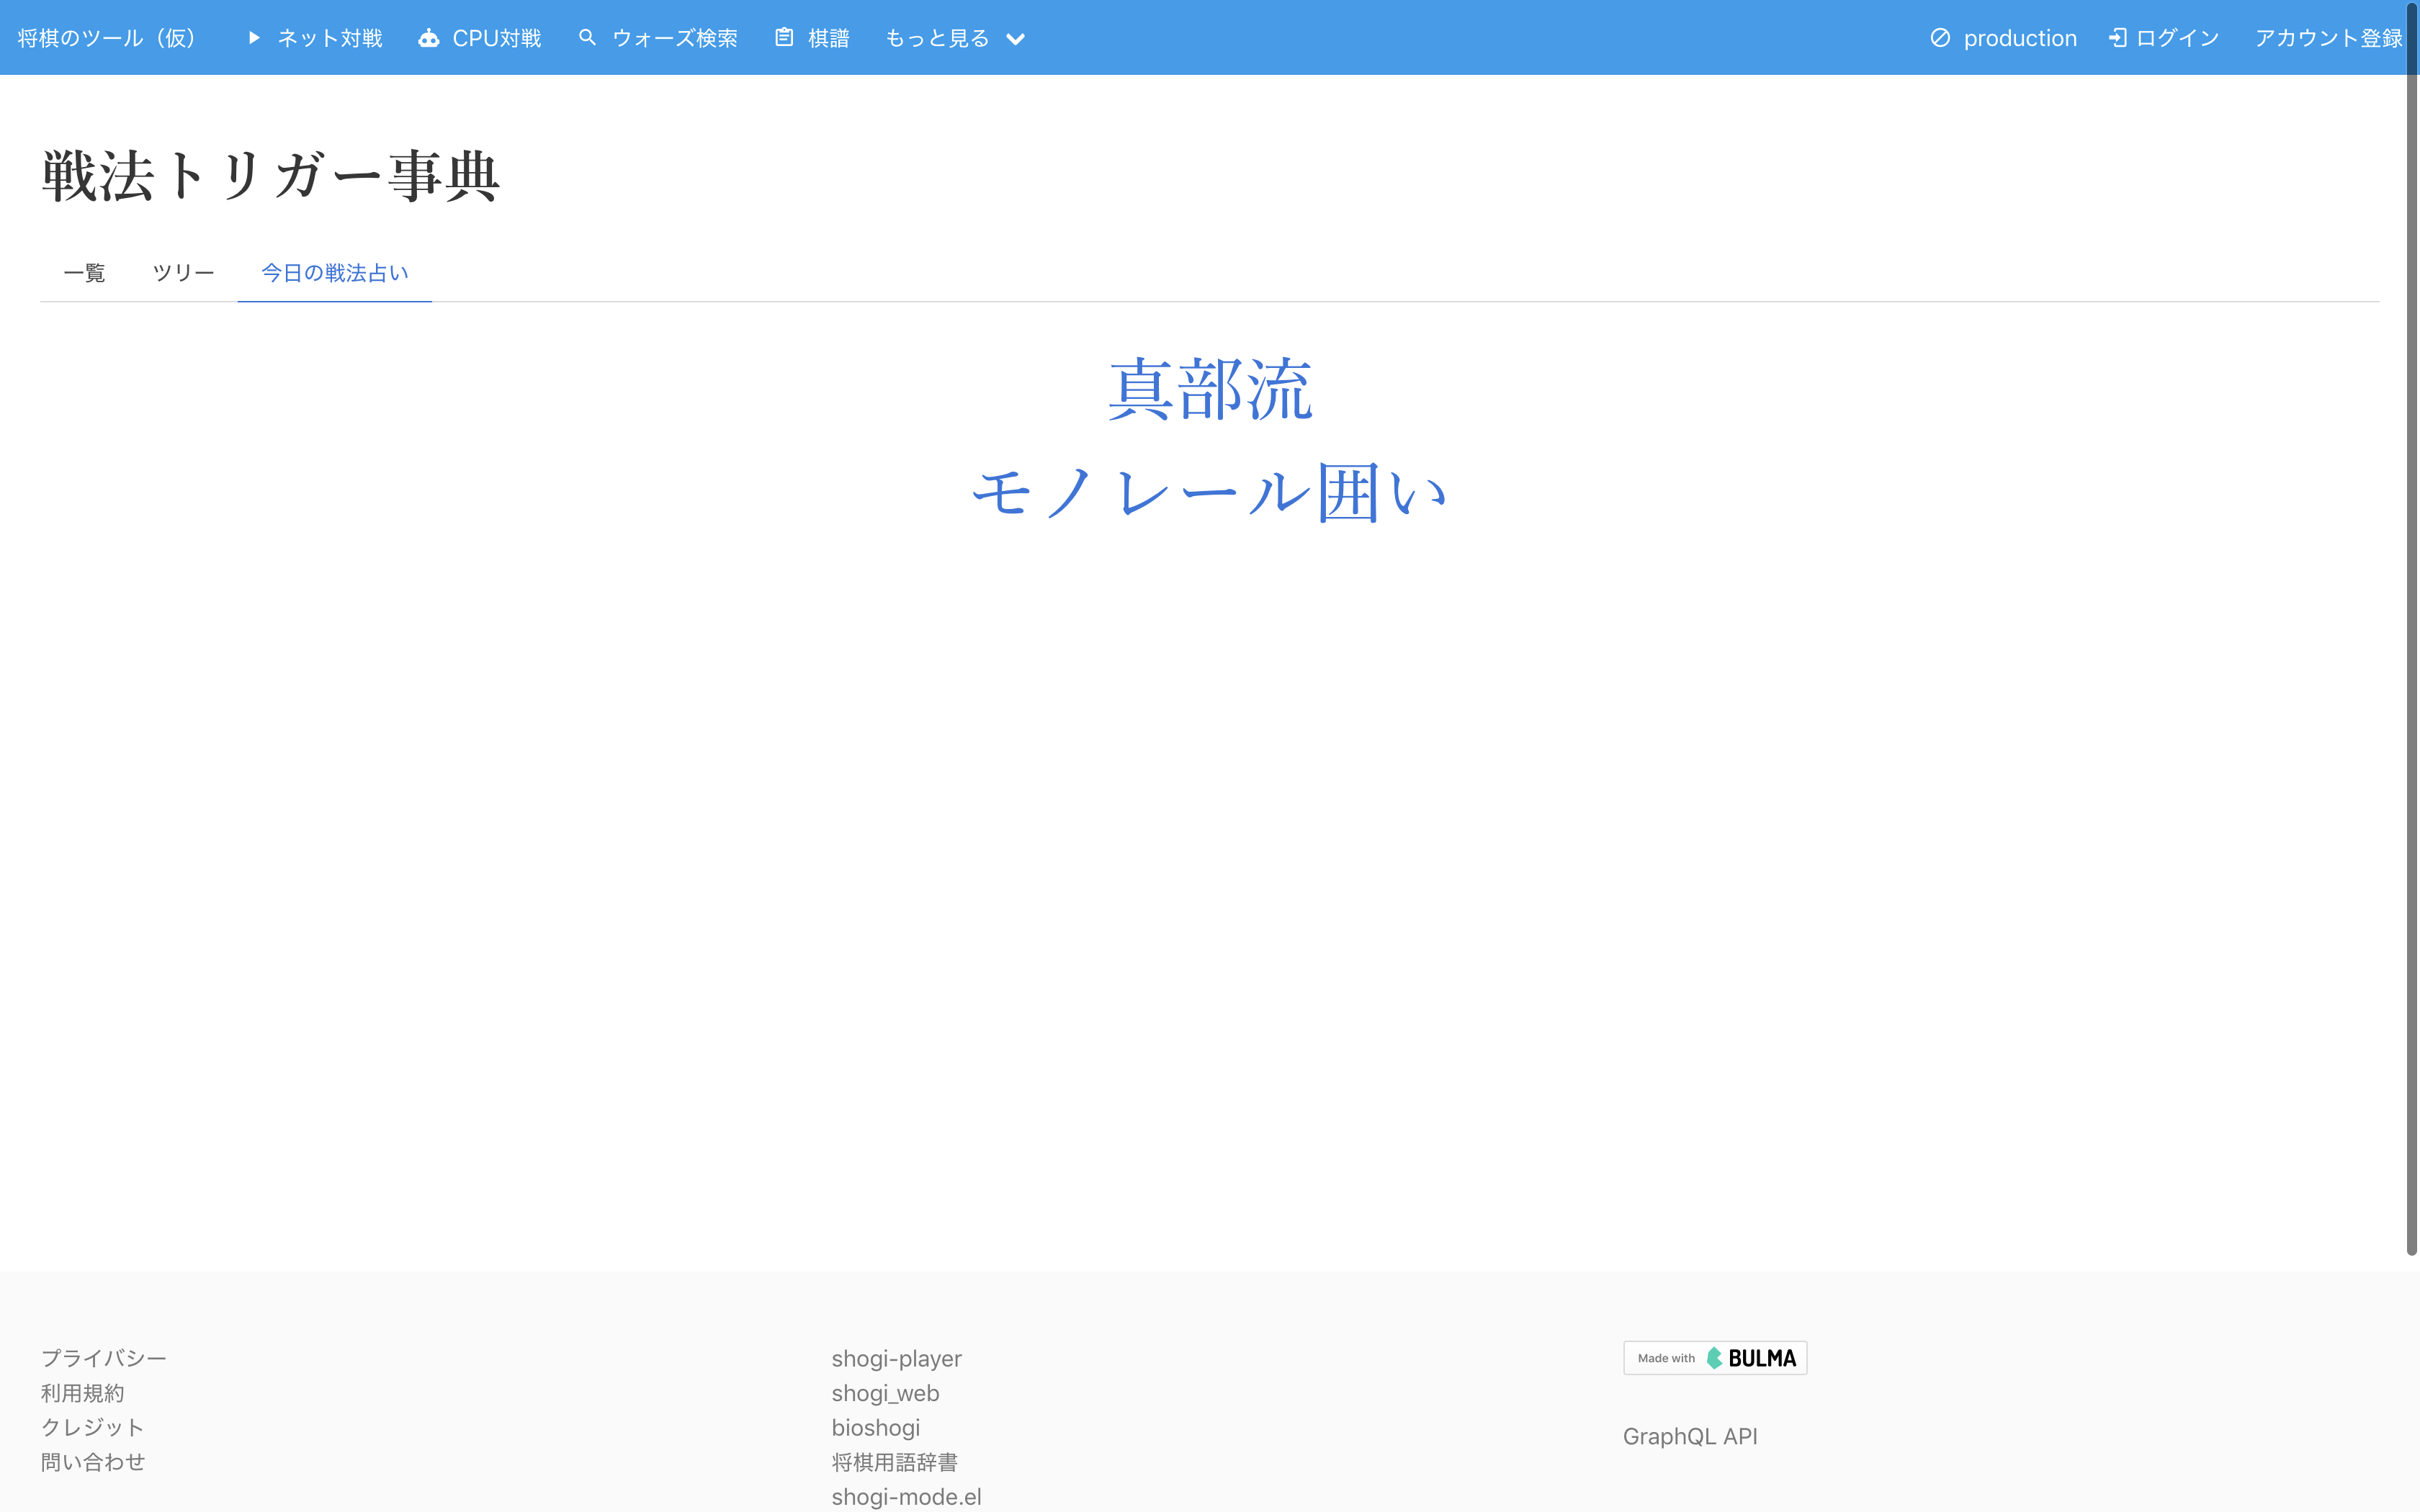 将棋のツール（仮） ネット対戦 CPU対戦 ウォーズ検索 棋譜 もっと見る production ログイン アカウント登録
戦法トリガー事典
一覧 ツリー 今日の戦法占い
真部流
モノレール囲い
プライバシー
利用規約
クレジット
問い合わせ
shogi-player
shogi_web
bioshogi
将棋用語辞書
shogi-mode.el
Made with BULMA
GraphQL API